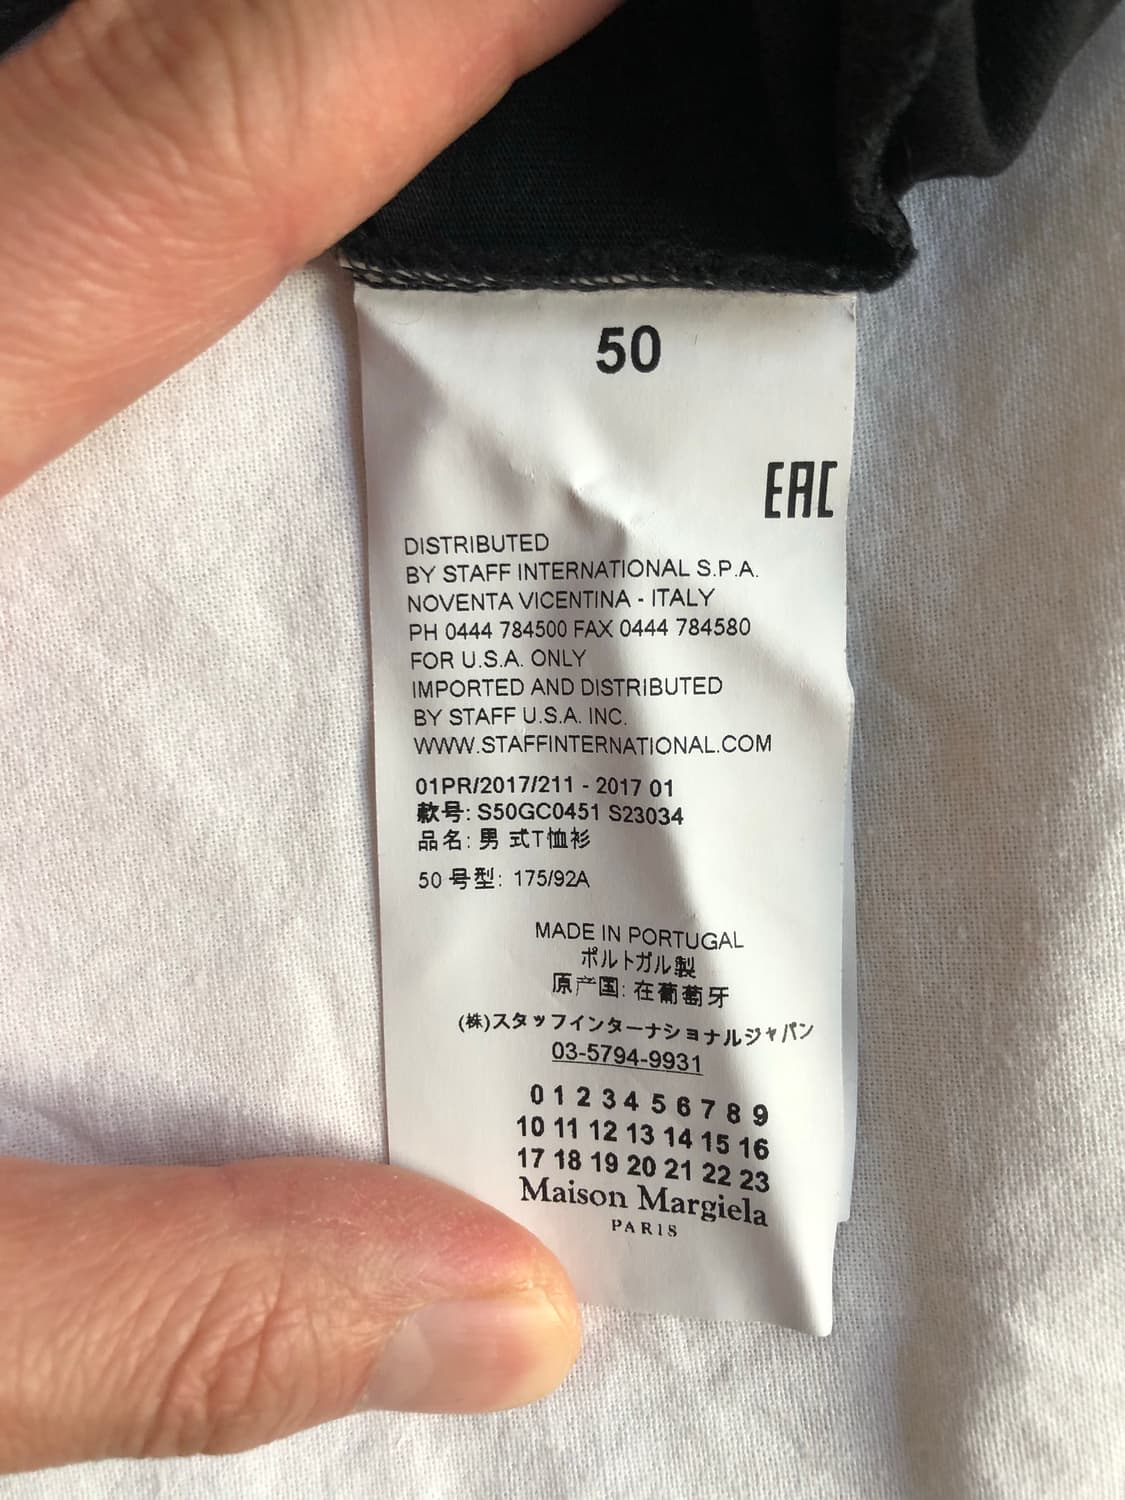 50
EAC
DISTRIBUTED
BY STAFF INTERNATIONAL S.P.A.
NOVENTA VICENTINA - ITALY
PH 0444 784500 FAX 0444 784580
FOR U.S.A. ONLY
IMPORTED AND DISTRIBUTED
BY STAFF U.S.A. INC.
WWW.STAFFINTERNATIONAL.COM
01PR/2017/211 - 2017 01
款号: S50GC0451 S23034
品名: 男 式T恤衫
50 号型: 175/92A
MADE IN PORTUGAL
ポルトガル製
原产国: 在葡萄牙
(株)スタッフインターナショナルジャパン
03-5794-9931
0 1 2 3 4 5 6 7 8 9
10 11 12 13 14 15 16
17 18 19 20 21 22 23
Maison Margiela
PARIS